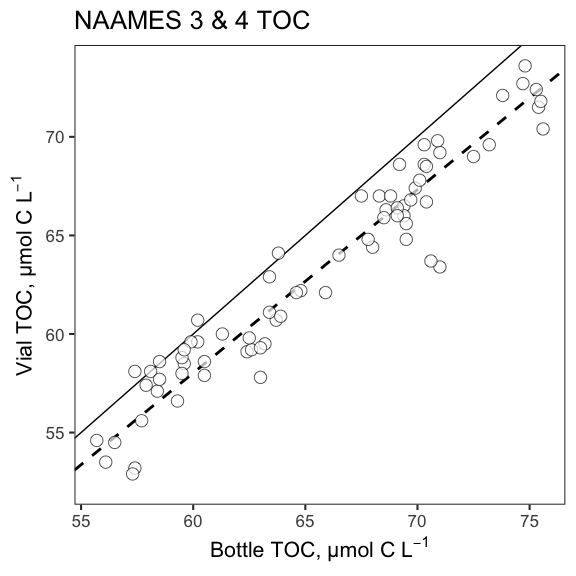 NAAMES 3 & 4 TOC
Vial TOC, μmol C L⁻¹
70
65
60
55
55 60 65 70 75
Bottle TOC, μmol C L⁻¹